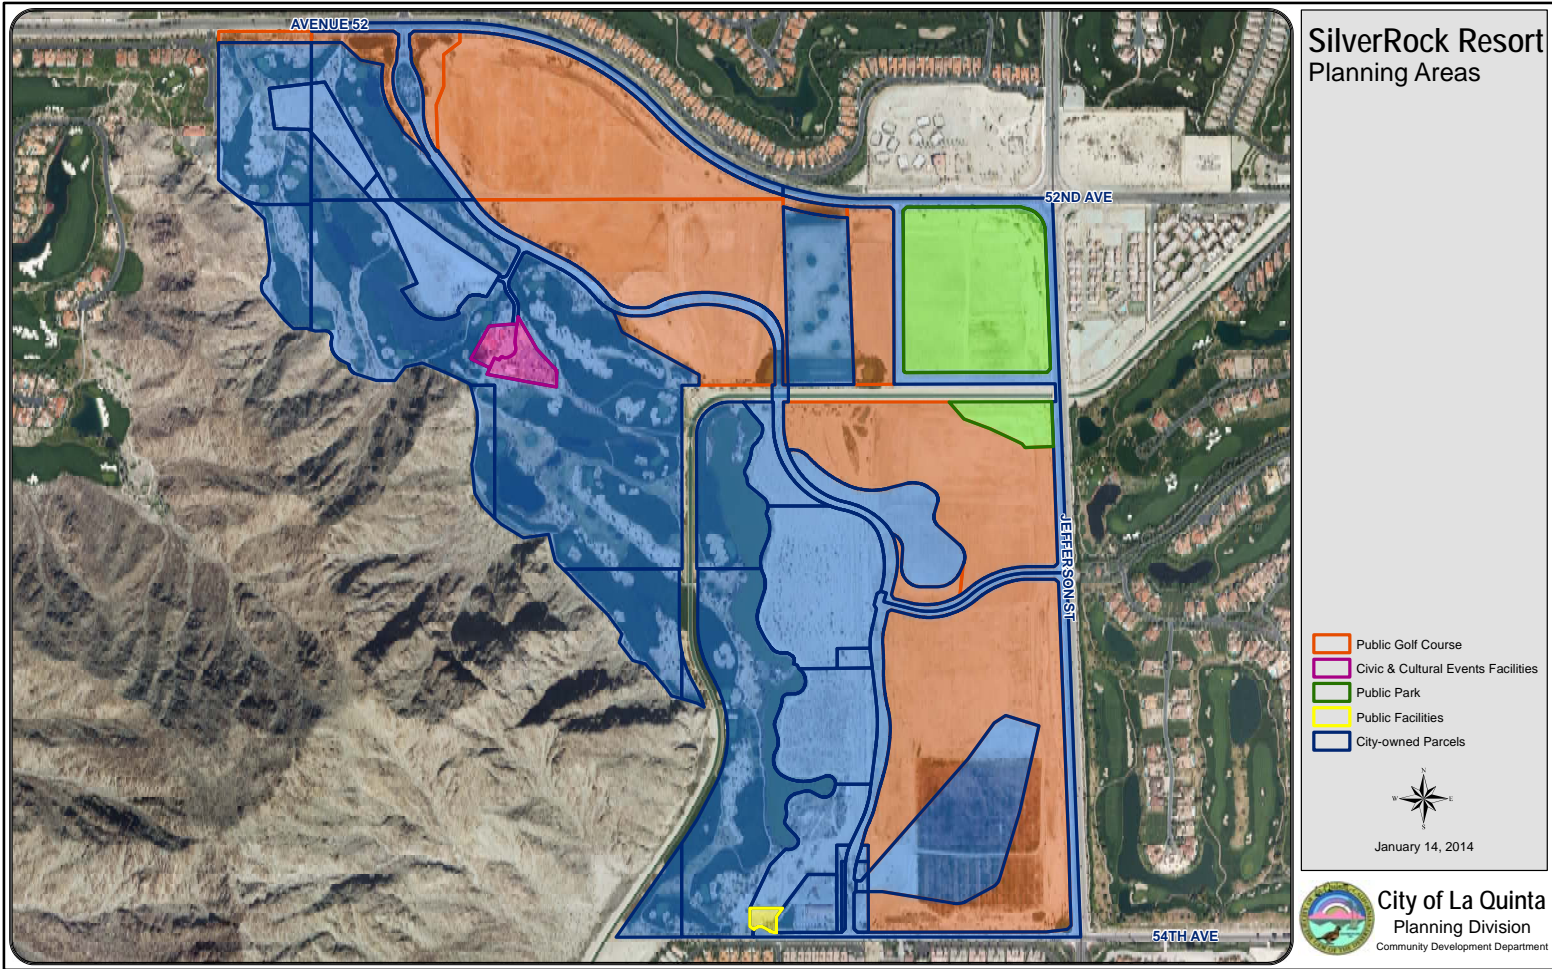 SilverRock Resort
Planning Areas
AVENUE 52
52ND AVE
JEFFERSON ST
54TH AVE
Public Golf Course
Civic & Cultural Events Facilities
Public Park
Public Facilities
City-owned Parcels
N
W E
S
January 14, 2014
City of La Quinta
Planning Division
Community Development Department